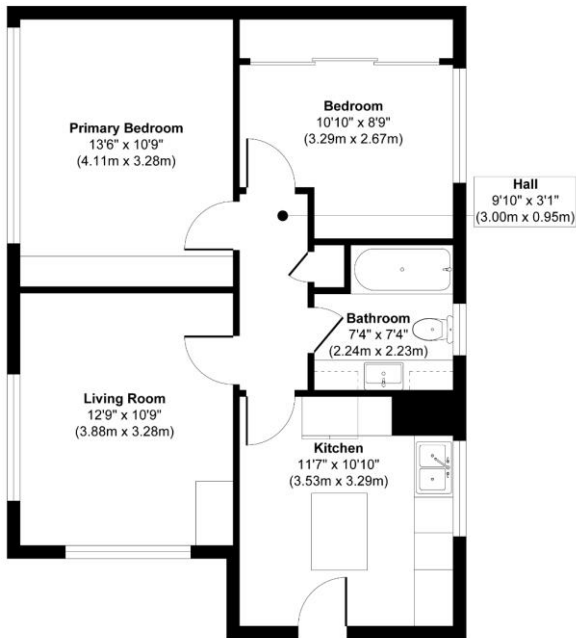 Primary Bedroom
13'6" x 10'9"
(4.11m x 3.28m)
Bedroom
10'10" x 8'9"
(3.29m x 2.67m)
Hall
9'10" x 3'1"
(3.00m x 0.95m)
Bathroom
7'4" x 7'4"
(2.24m x 2.23m)
Living Room
12'9" x 10'9"
(3.88m x 3.28m)
Kitchen
11'7" x 10'10"
(3.53m x 3.29m)